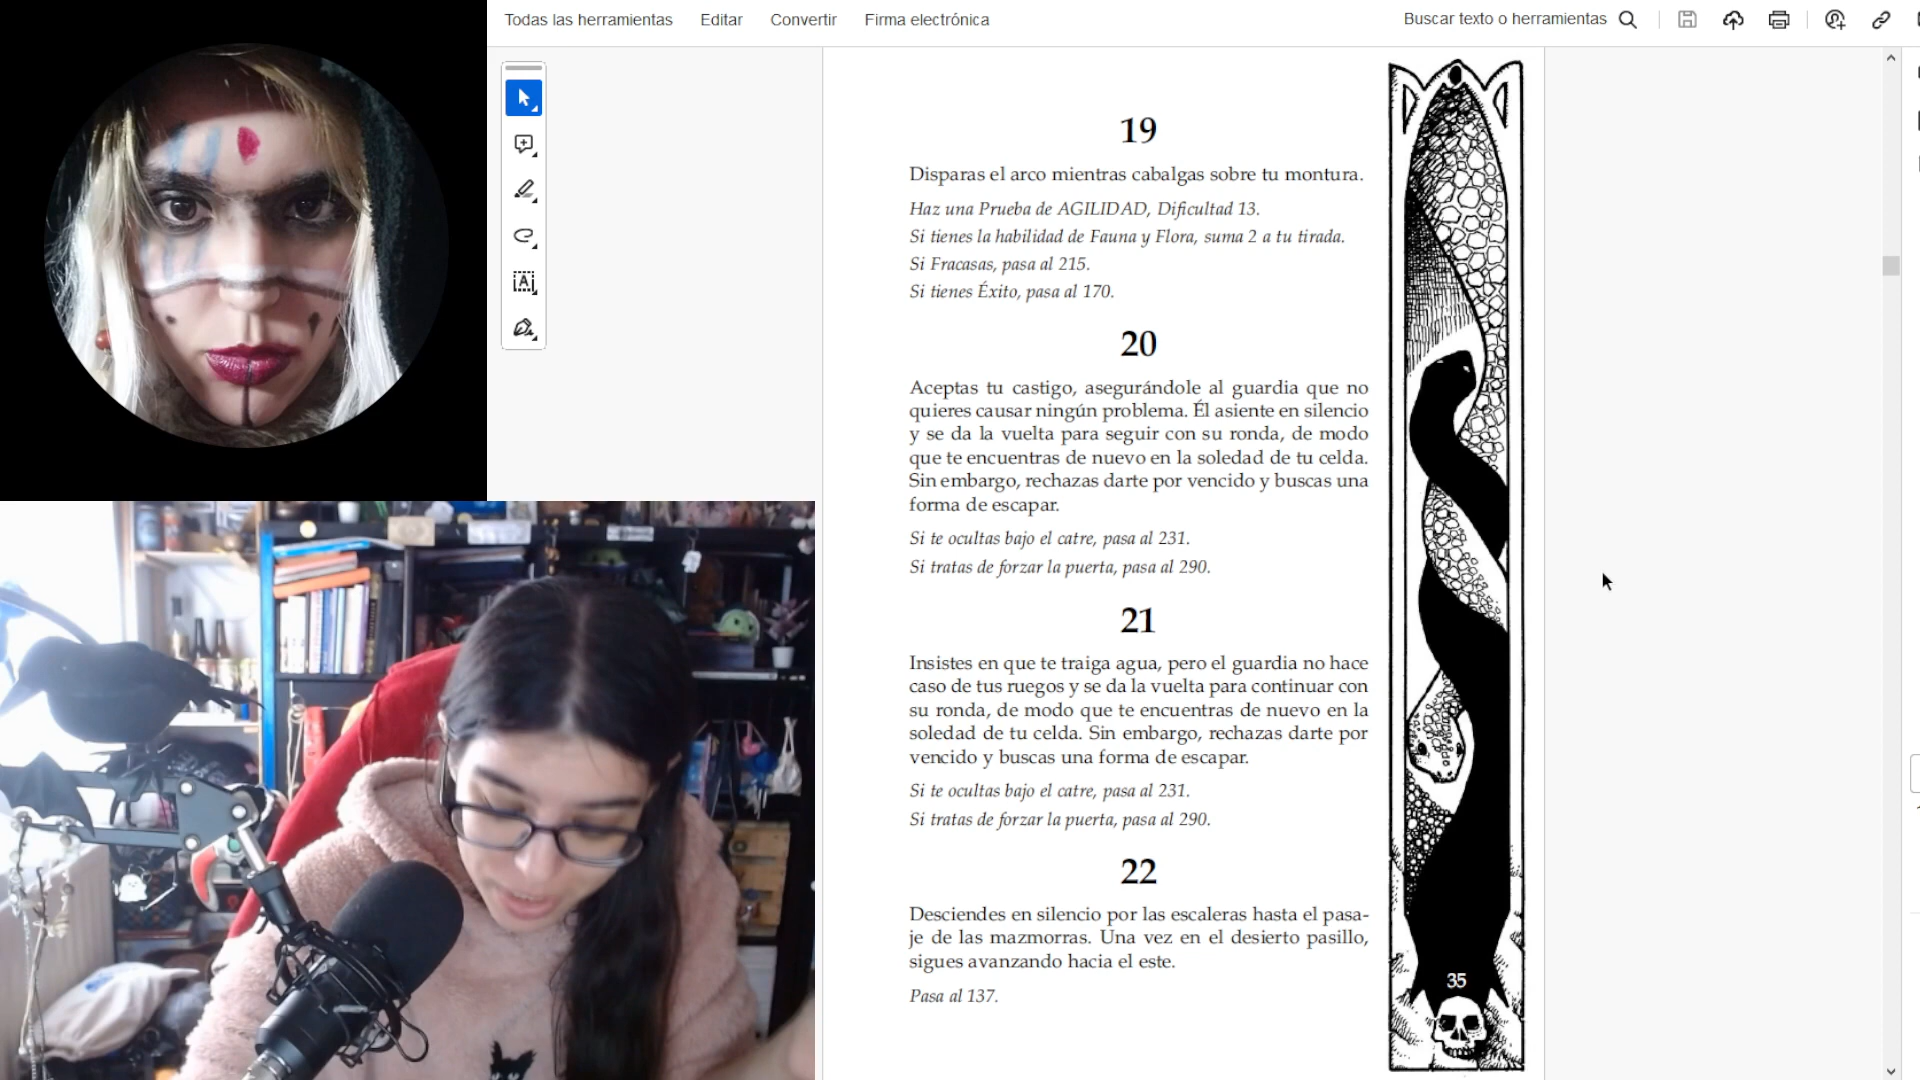 Todas las herramientas Editar Convertir Firma electrónica Buscar texto o herramientas
19
Disparas el arco mientras cabalgas sobre tu montura.
Haz una Prueba de AGILIDAD, Dificultad 13.
Si tienes la habilidad de Fauna y Flora, suma 2 a tu tirada.
Si Fracasas, pasa al 215.
Si tienes Éxito, pasa al 170.
20
Aceptas tu castigo, asegurándole al guardia que no
quieres causar ningún problema. Él asiente en silencio
y se da la vuelta para seguir con su ronda, de modo
que te encuentras de nuevo en la soledad de tu celda.
Sin embargo, rechazas darte por vencido y buscas una
forma de escapar.
Si te ocultas bajo el catre, pasa al 231.
Si tratas de forzar la puerta, pasa al 290.
21
Insistes en que te traiga agua, pero el guardia no hace
caso de tus ruegos y se da la vuelta para continuar con
su ronda, de modo que te encuentras de nuevo en la
soledad de tu celda. Sin embargo, rechazas darte por
vencido y buscas una forma de escapar.
Si te ocultas bajo el catre, pasa al 231.
Si tratas de forzar la puerta, pasa al 290.
22
Desciendes en silencio por las escaleras hasta el pasa-
je de las mazmorras. Una vez en el desierto pasillo,
sigues avanzando hacia el este.
Pasa al 137.
35